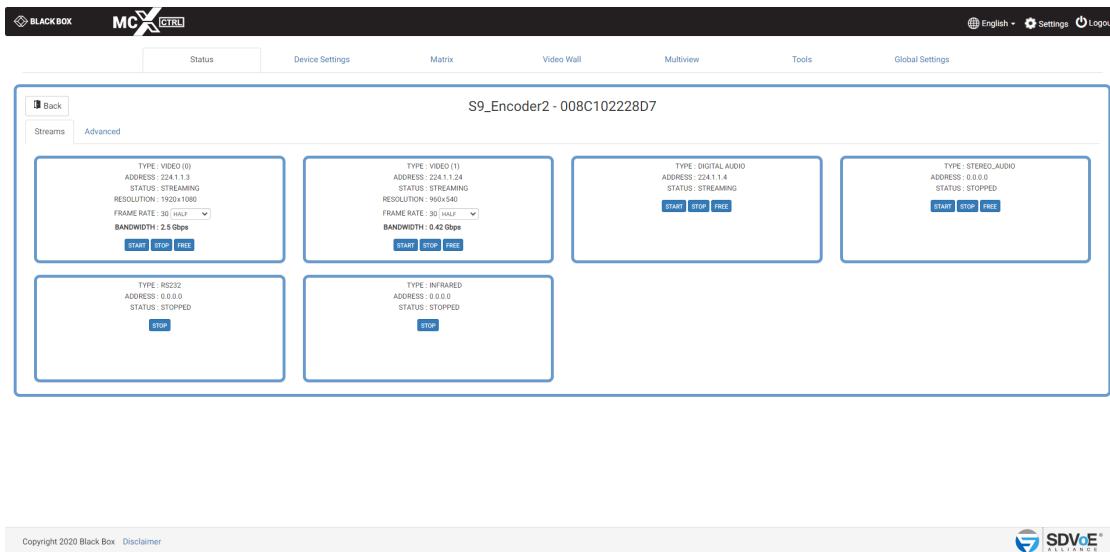 BLACK BOX MCX CTRL English Settings Logou
Status Device Settings Matrix Video Wall Multiview Tools Global Settings
Back S9_Encoder2 - 008C102228D7
Streams Advanced
TYPE : VIDEO (0)
ADDRESS : 224.1.1.3
STATUS : STREAMING
RESOLUTION : 1920x1080
FRAME RATE : 30 HALF
BANDWIDTH : 2.5 Gbps
START STOP FREE
TYPE : VIDEO (1)
ADDRESS : 224.1.1.24
STATUS : STREAMING
RESOLUTION : 960x540
FRAME RATE : 30 HALF
BANDWIDTH : 0.42 Gbps
START STOP FREE
TYPE : DIGITAL AUDIO
ADDRESS : 224.1.1.4
STATUS : STREAMING
START STOP FREE
TYPE : STEREO_AUDIO
ADDRESS : 0.0.0.0
STATUS : STOPPED
START STOP FREE
TYPE : RS232
ADDRESS : 0.0.0.0
STATUS : STOPPED
STOP
TYPE : INFRARED
ADDRESS : 0.0.0.0
STATUS : STOPPED
STOP
Copyright 2020 Black Box Disclaimer
SDVoE
ALLIANCE